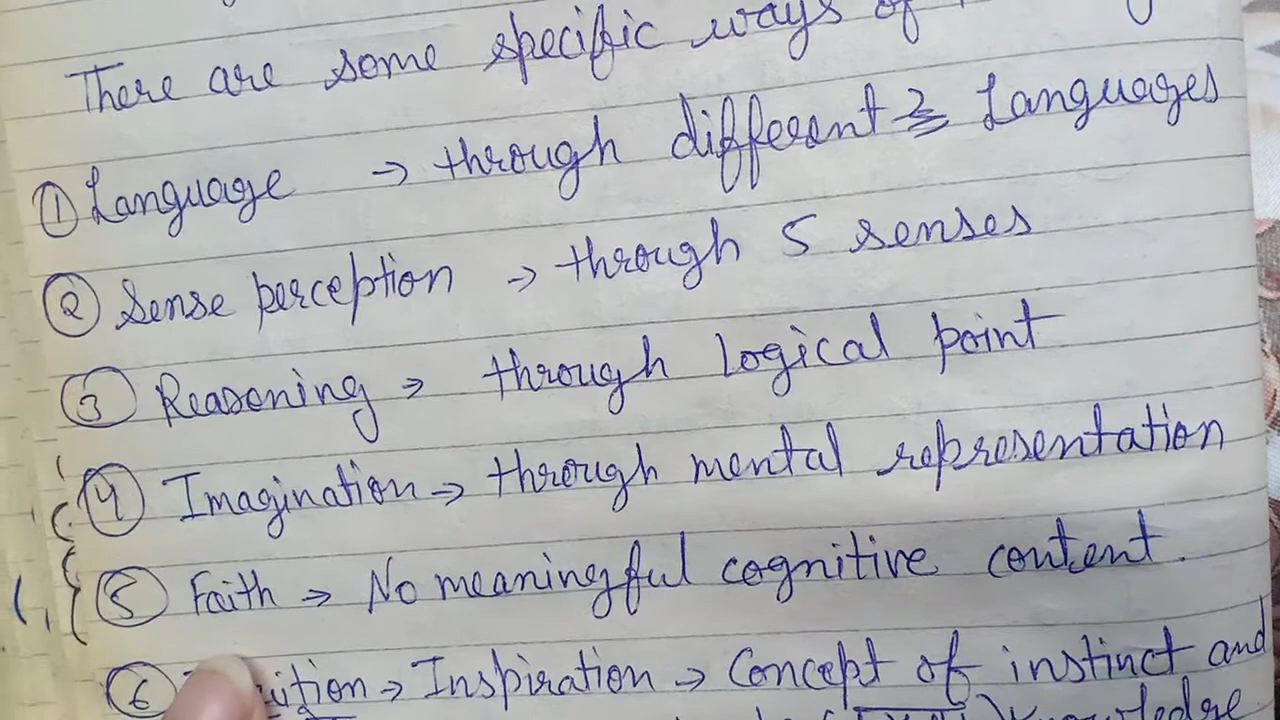 There are some specific ways of
① Language → through different Languages
② Sense perception → through 5 senses
③ Reasoning → through logical point
④ Imagination → through mental representation
⑤ Faith → No meaningful cognitive content.
⑥ → Inspiration → Concept of instinct and